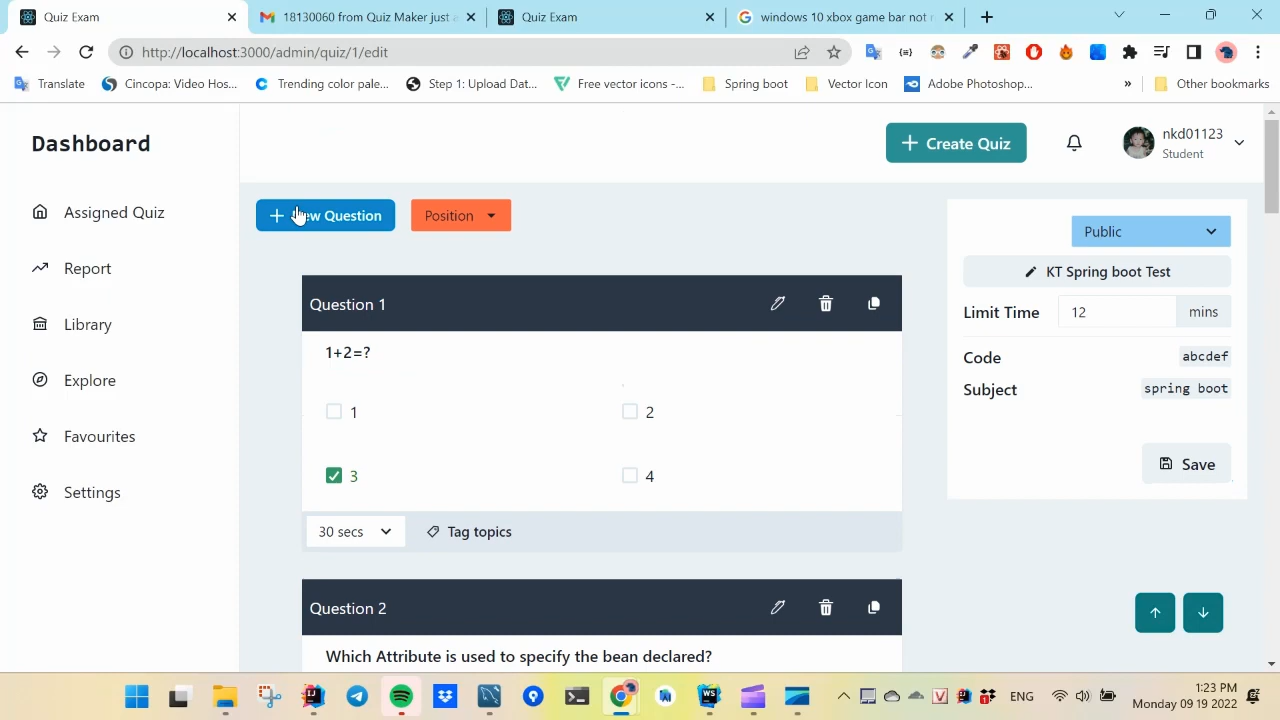 Quiz Exam
18130060 from Quiz Maker just e
Quiz Exam
windows 10 xbox game bar not r
http://localhost:3000/admin/quiz/1/edit
Translate
Cincopa: Video Hos...
Trending color pale...
Step 1: Upload Dat...
Free vector icons -...
Spring boot
Vector Icon
Adobe Photoshop...
»
Other bookmarks
Dashboard
+ Create Quiz
nkd01123
Student
Assigned Quiz
Report
Library
Explore
Favourites
Settings
+ New Question
Position
Public
KT Spring boot Test
Limit Time 12 mins
Code abcdef
Subject spring boot
Save
Question 1
1+2=?
1
2
3
4
30 secs
Tag topics
Question 2
Which Attribute is used to specify the bean declared?
ENG
1:23 PM
Monday 09 19 2022